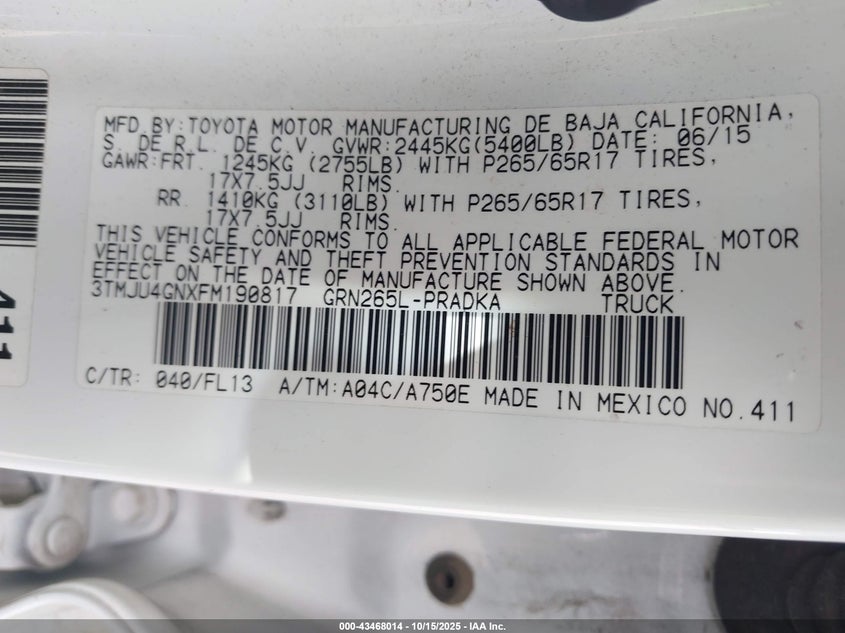 MFD BY:TOYOTA MOTOR MANUFACTURING DE BAJA CALIFORNIA,
S. DE R.L. DE C.V. GVWR:2445KG(5400LB) DATE: 06/15
GAWR:FRT. 1245KG (2755LB) WITH P265/65R17 TIRES,
17X7.5JJ RIMS.
RR. 1410KG (3110LB) WITH P265/65R17 TIRES,
17X7.5JJ RIMS.
THIS VEHICLE CONFORMS TO ALL APPLICABLE FEDERAL MOTOR
VEHICLE SAFETY AND THEFT PREVENTION STANDARDS IN
EFFECT ON THE DATE OF MANUFACTURE SHOWN ABOVE.
3TMJU4GNXFM190817 GRN265L-PRADKA TRUCK
C/TR: 040/FL13 A/TM:A04C/A750E MADE IN MEXICO NO.411
411
000-43468014 - 10/15/2025 - IAA Inc.